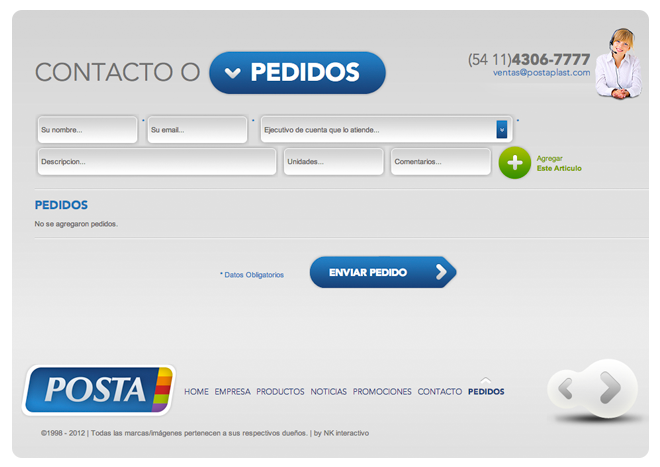 CONTACTO O PEDIDOS
(54 11)4306-7777
ventas@postaplast.com
Su nombre... * Su email... * Ejecutivo de cuenta que lo atiende... *
Descripcion... Unidades... Comentarios... Agregar
Este Articulo
PEDIDOS
No se agregaron pedidos.
* Datos Obligatorios ENVIAR PEDIDO
POSTA
HOME EMPRESA PRODUCTOS NOTICIAS PROMOCIONES CONTACTO PEDIDOS
©1998 - 2012 | Todas las marcas/imágenes pertenecen a sus respectivos dueños. | by NK interactivo